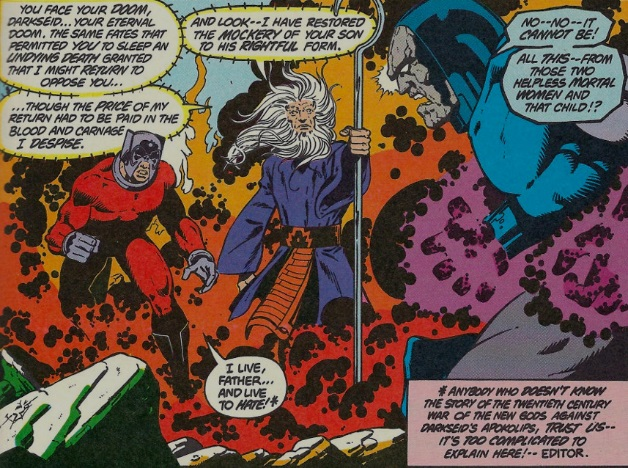 YOU FACE YOUR DOOM,
DARKSEID...YOUR ETERNAL
DOOM, THE SAME FATES THAT
PERMITTED YOU TO SLEEP AN
UNDYING DEATH GRANTED
THAT I MIGHT RETURN TO
OPPOSE YOU...
...THOUGH THE PRICE OF MY
RETURN HAD TO BE PAID IN THE
BLOOD AND CARNAGE
I DESPISE.
AND LOOK--I HAVE RESTORED
THE MOCKERY OF YOUR SON
TO HIS RIGHTFUL FORM.
NO--NO--IT
CANNOT BE!
ALL THIS--FROM
THOSE TWO
HELPLESS MORTAL
WOMEN AND
THAT CHILD!?
I LIVE,
FATHER...
AND LIVE
TO HATE!*
* ANYBODY WHO DOESN'T KNOW
THE STORY OF THE TWENTIETH CENTURY
WAR OF THE NEW GODS AGAINST
DARKSEID'S APOKOLIPS, TRUST US--
IT'S TOO COMPLICATED TO
EXPLAIN HERE!-- EDITOR.